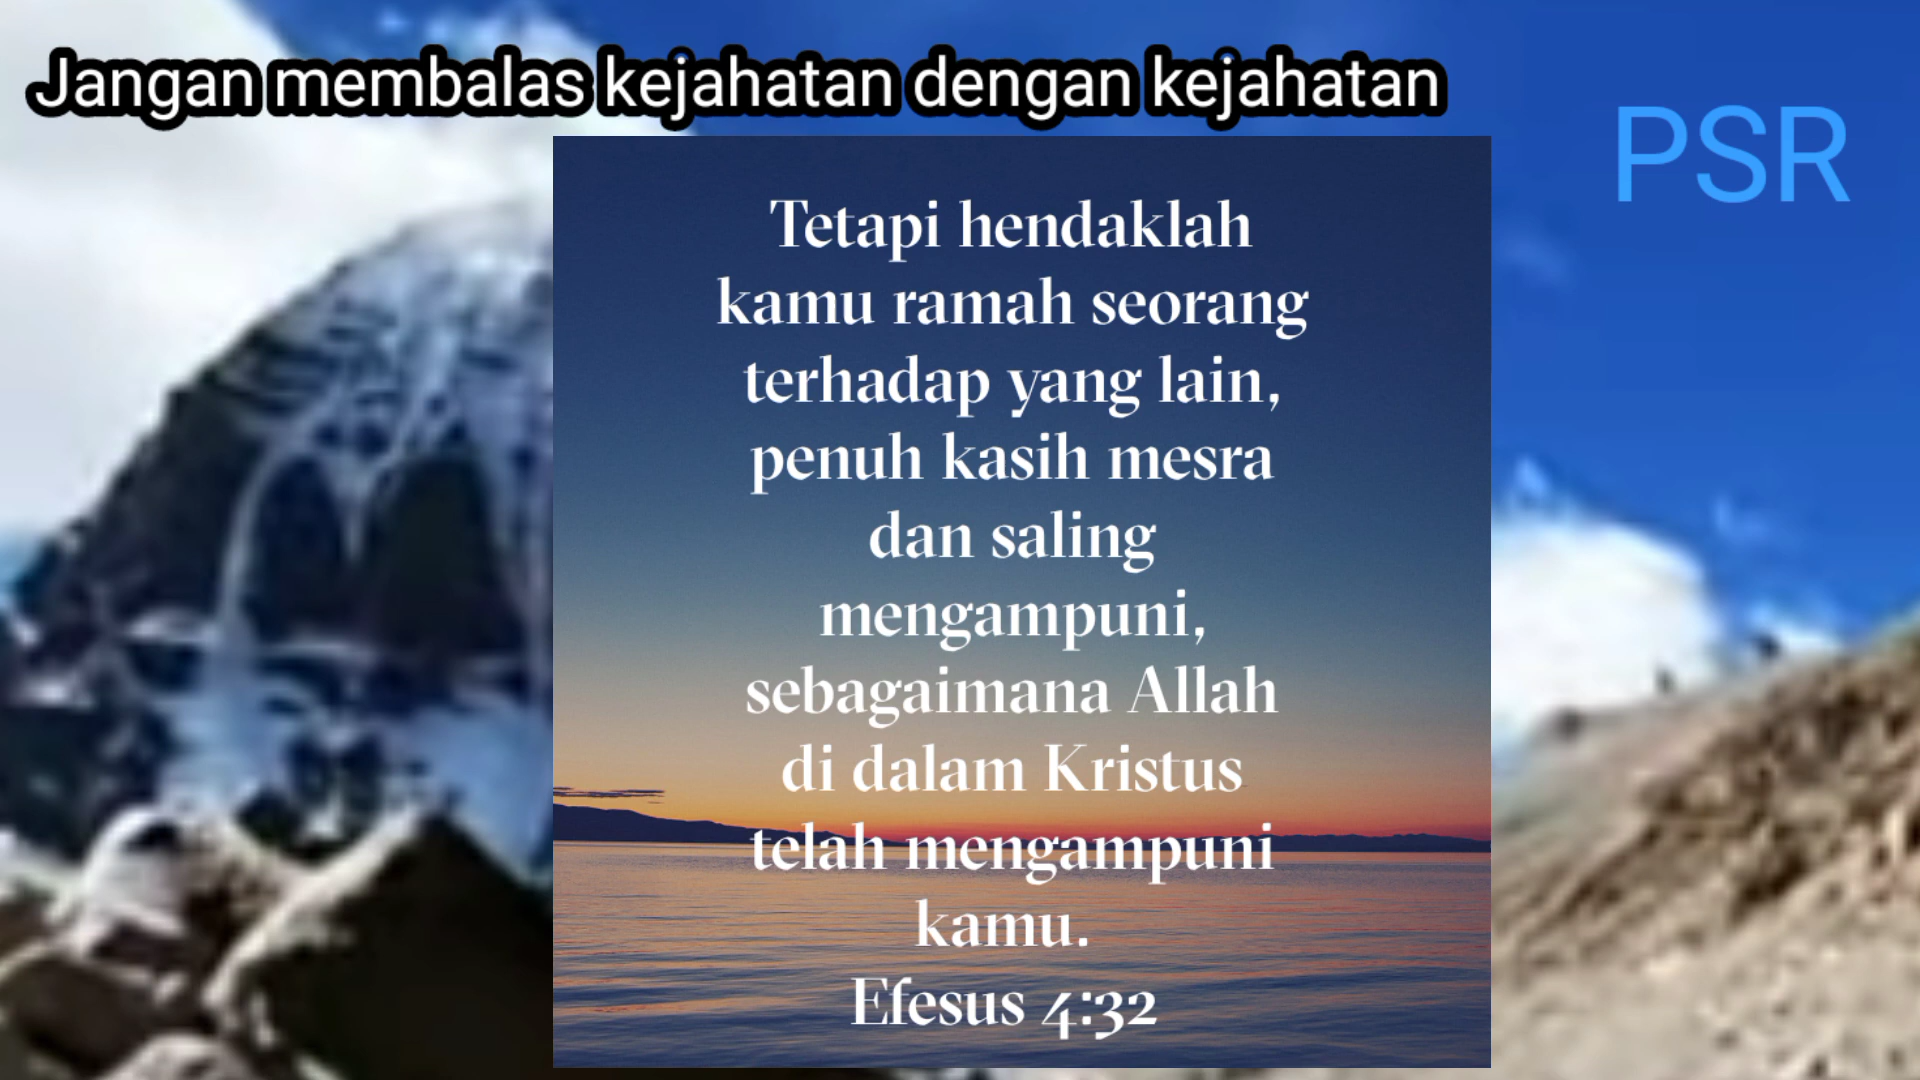 Jangan membalas kejahatan dengan kejahatan
PSR
Tetapi hendaklah
kamu ramah seorang
terhadap yang lain,
penuh kasih mesra
dan saling
mengampuni,
sebagaimana Allah
di dalam Kristus
telah mengampuni
kamu.
Efesus 4:32